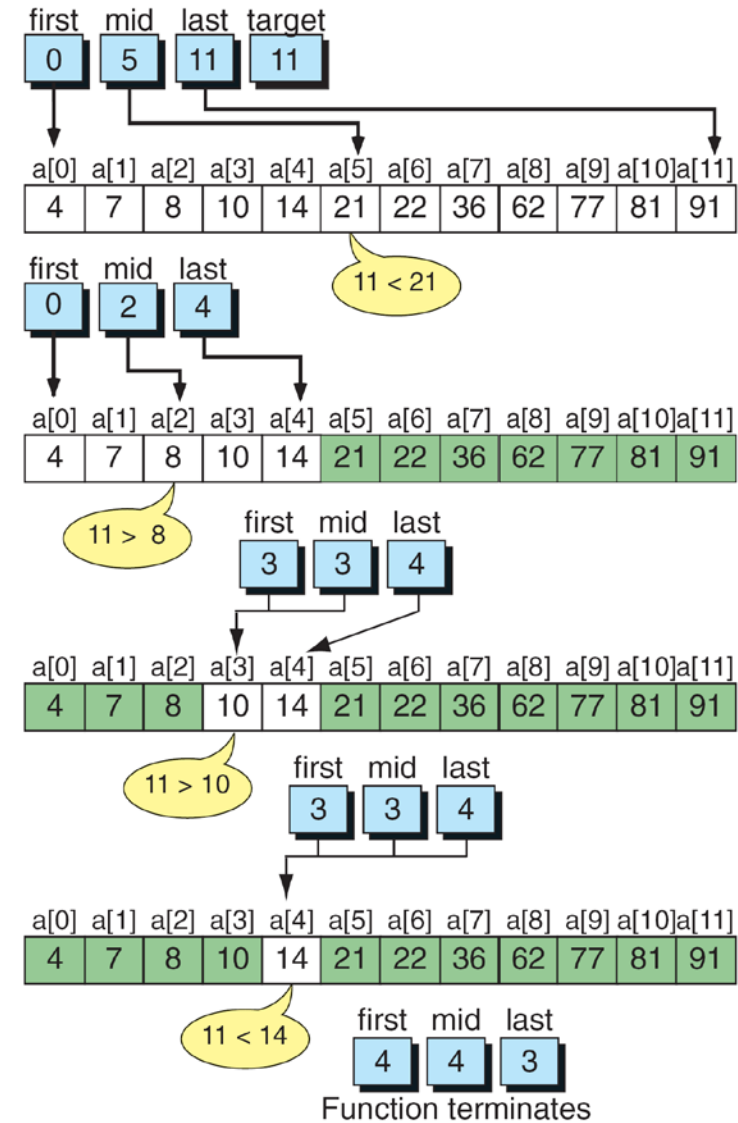 first mid last target
0 5 11 11
a[0] a[1] a[2] a[3] a[4] a[5] a[6] a[7] a[8] a[9] a[10] a[11]
4 7 8 10 14 21 22 36 62 77 81 91
11 < 21
first mid last
0 2 4
a[0] a[1] a[2] a[3] a[4] a[5] a[6] a[7] a[8] a[9] a[10] a[11]
4 7 8 10 14 21 22 36 62 77 81 91
11 > 8
first mid last
3 3 4
a[0] a[1] a[2] a[3] a[4] a[5] a[6] a[7] a[8] a[9] a[10] a[11]
4 7 8 10 14 21 22 36 62 77 81 91
11 > 10
first mid last
3 3 4
a[0] a[1] a[2] a[3] a[4] a[5] a[6] a[7] a[8] a[9] a[10] a[11]
4 7 8 10 14 21 22 36 62 77 81 91
11 < 14
first mid last
4 4 3
Function terminates